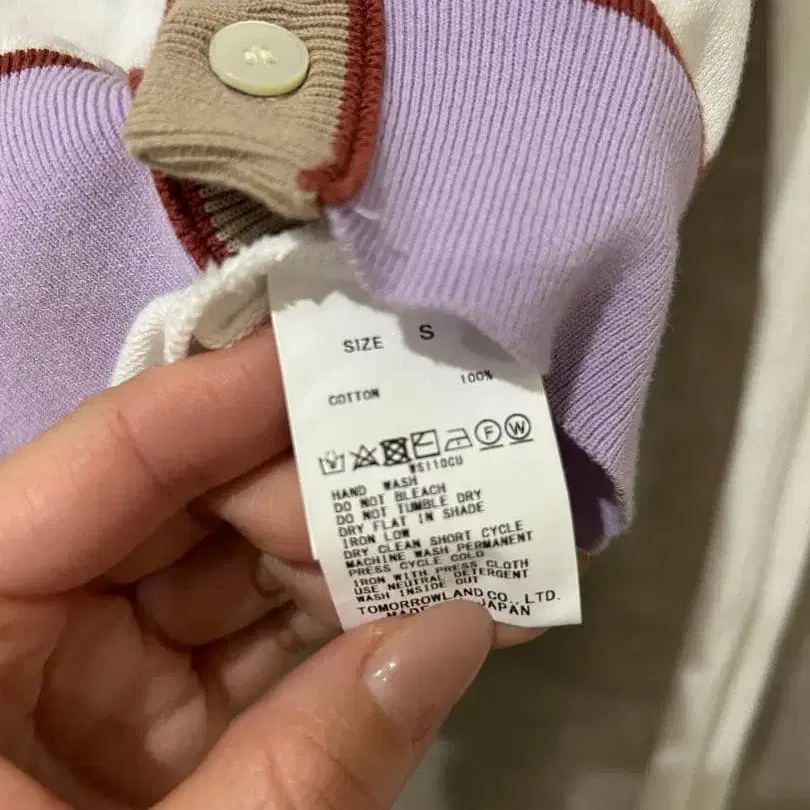 SIZE S
COTTON 100%
F W
WS110CU
HAND WASH
DO NOT BLEACH
DO NOT TUMBLE DRY
DRY FLAT IN SHADE
IRON LOW
DRY CLEAN SHORT CYCLE
MACHINE WASH PERMANENT
PRESS CYCLE COLD
IRON WITH PRESS CLOTH
USE NEUTRAL DETERGENT
WASH INSIDE OUT
TOMORROWLAND CO., LTD.
JAPAN